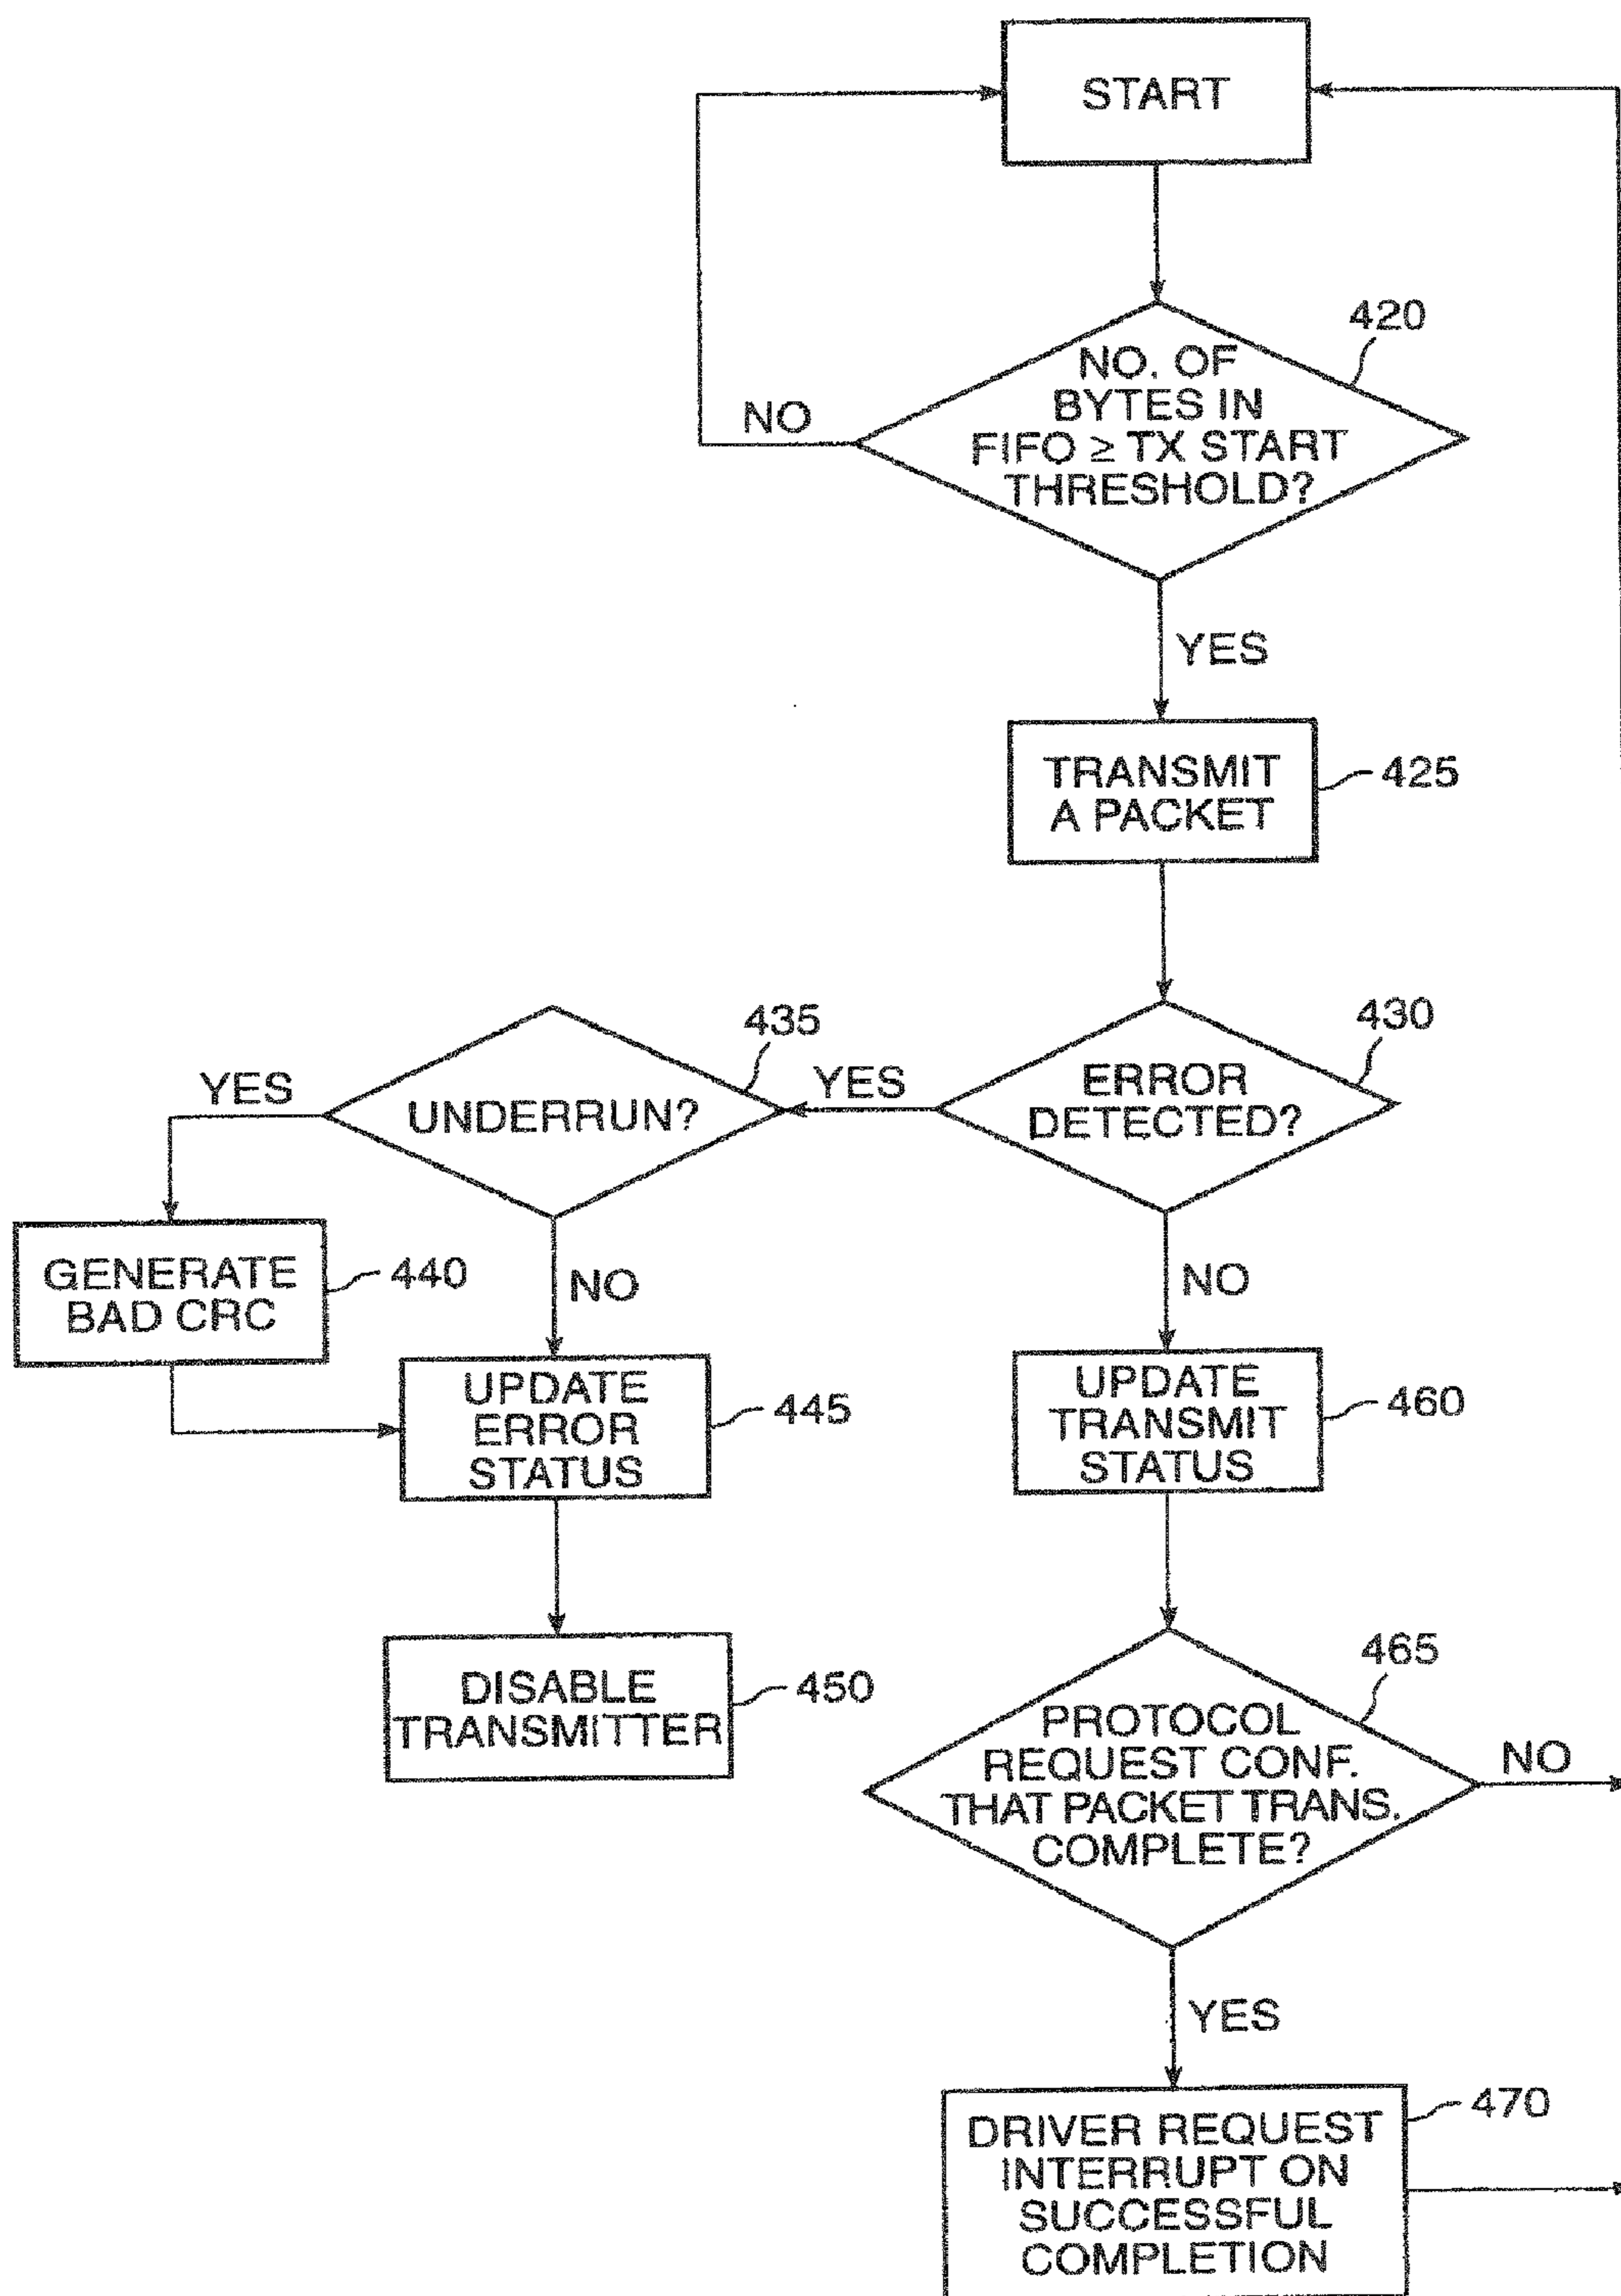 START
420
NO. OF
BYTES IN
FIFO ≥ TX START
THRESHOLD?
NO
YES
TRANSMIT
A PACKET
425
430
ERROR
DETECTED?
YES
435
UNDERRUN?
YES
GENERATE
BAD CRC
440
NO
UPDATE
ERROR
STATUS
445
DISABLE
TRANSMITTER
450
NO
UPDATE
TRANSMIT
STATUS
460
465
PROTOCOL
REQUEST CONF.
THAT PACKET TRANS.
COMPLETE?
NO
YES
470
DRIVER REQUEST
INTERRUPT ON
SUCCESSFUL
COMPLETION